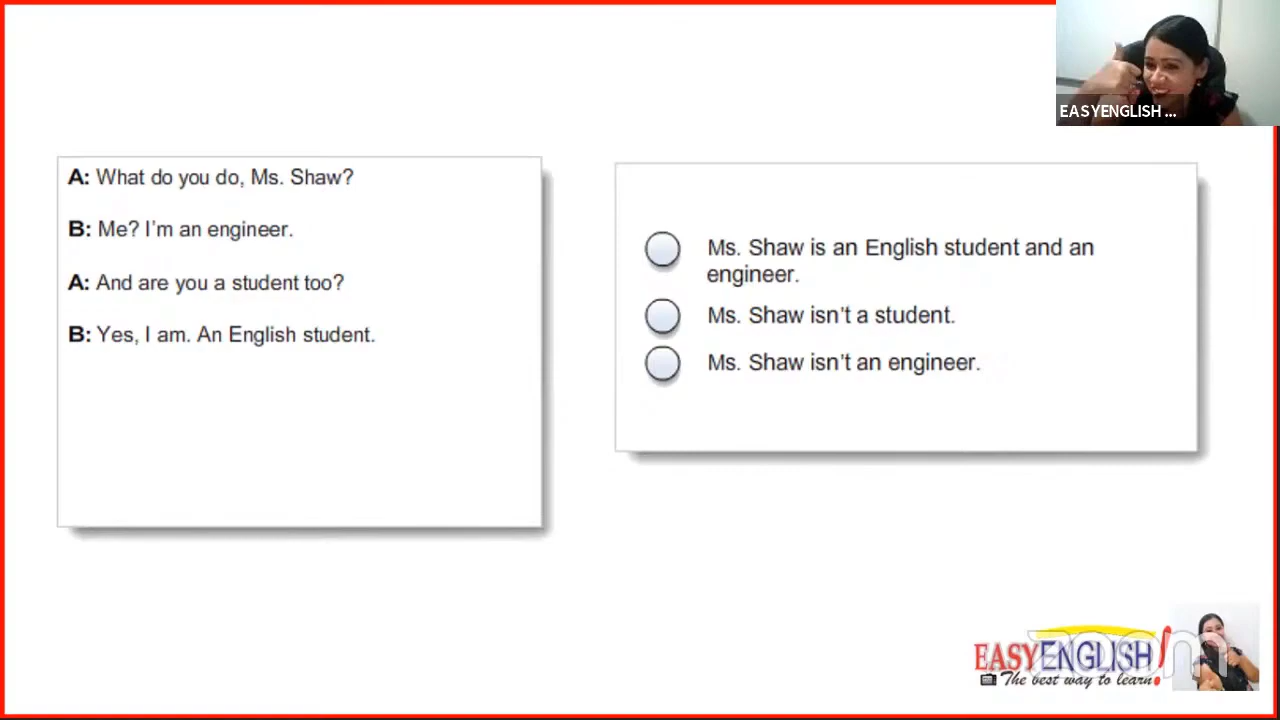 EASYENGLISH ...
A: What do you do, Ms. Shaw?
B: Me? I'm an engineer.
A: And are you a student too?
B: Yes, I am. An English student.
Ms. Shaw is an English student and an
engineer.
Ms. Shaw isn't a student.
Ms. Shaw isn't an engineer.
EASYENGLISH!
The best way to learn!
zoom